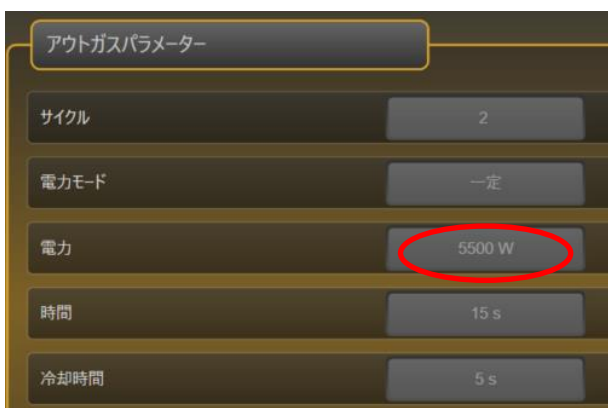 アウトガスパラメーター
サイクル 2
電力モード 一定
電力 5500 W
時間 15 s
冷却時間 5 s